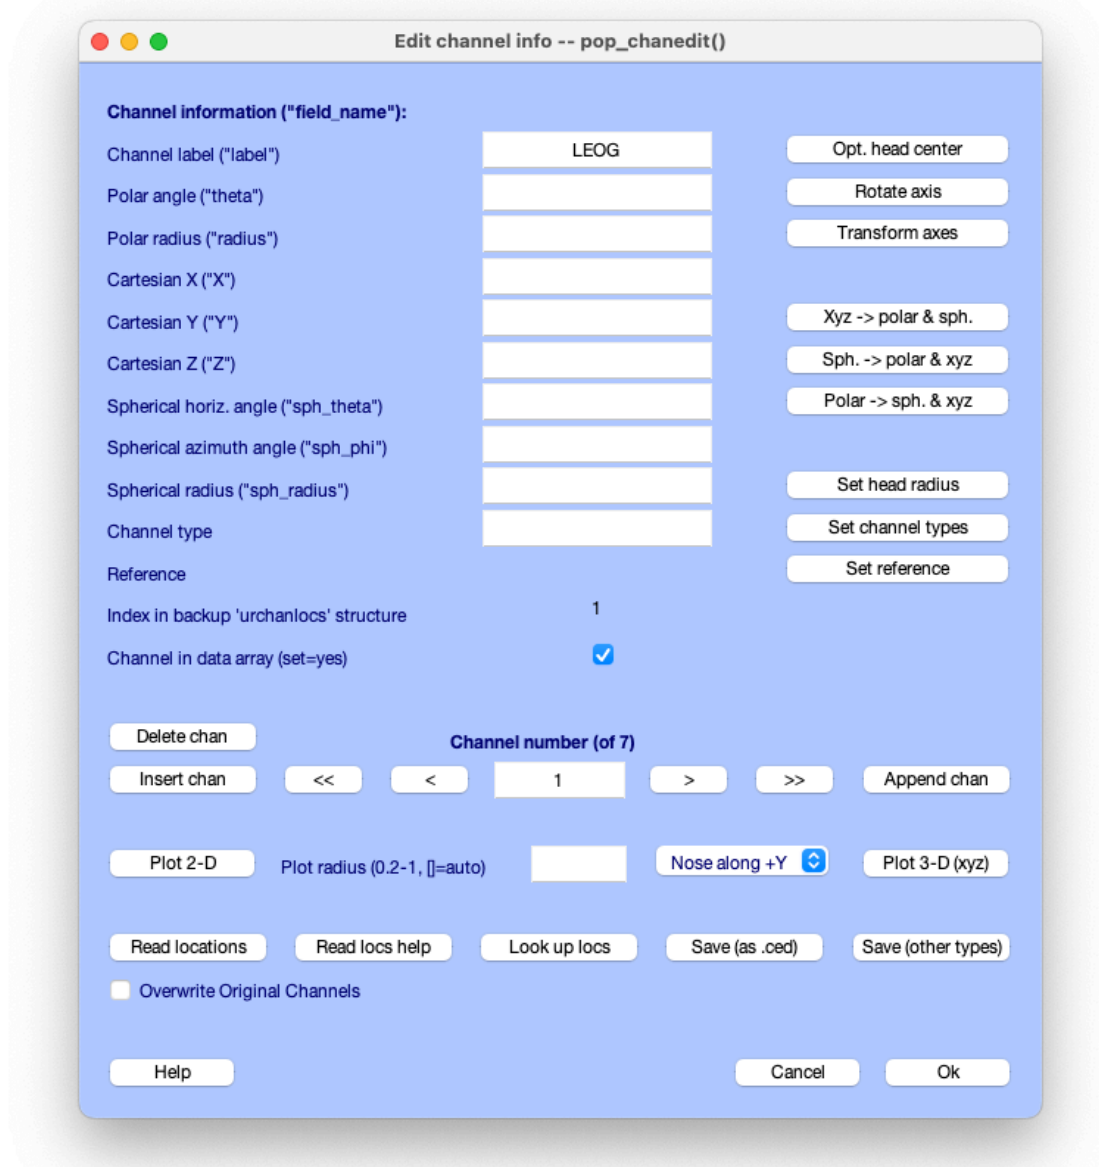 Edit channel info -- pop_chanedit()
Channel information ("field_name"):
Channel label ("label") LEOG Opt. head center
Polar angle ("theta") Rotate axis
Polar radius ("radius") Transform axes
Cartesian X ("X")
Cartesian Y ("Y") Xyz -> polar & sph.
Cartesian Z ("Z") Sph. -> polar & xyz
Spherical horiz. angle ("sph_theta") Polar -> sph. & xyz
Spherical azimuth angle ("sph_phi")
Spherical radius ("sph_radius") Set head radius
Channel type Set channel types
Reference Set reference
Index in backup 'urchanlocs' structure 1
Channel in data array (set=yes)
Delete chan Channel number (of 7)
Insert chan << < 1 > >> Append chan
Plot 2-D Plot radius (0.2-1, []=auto) Nose along +Y Plot 3-D (xyz)
Read locations Read locs help Look up locs Save (as .ced) Save (other types)
Overwrite Original Channels
Help Cancel Ok